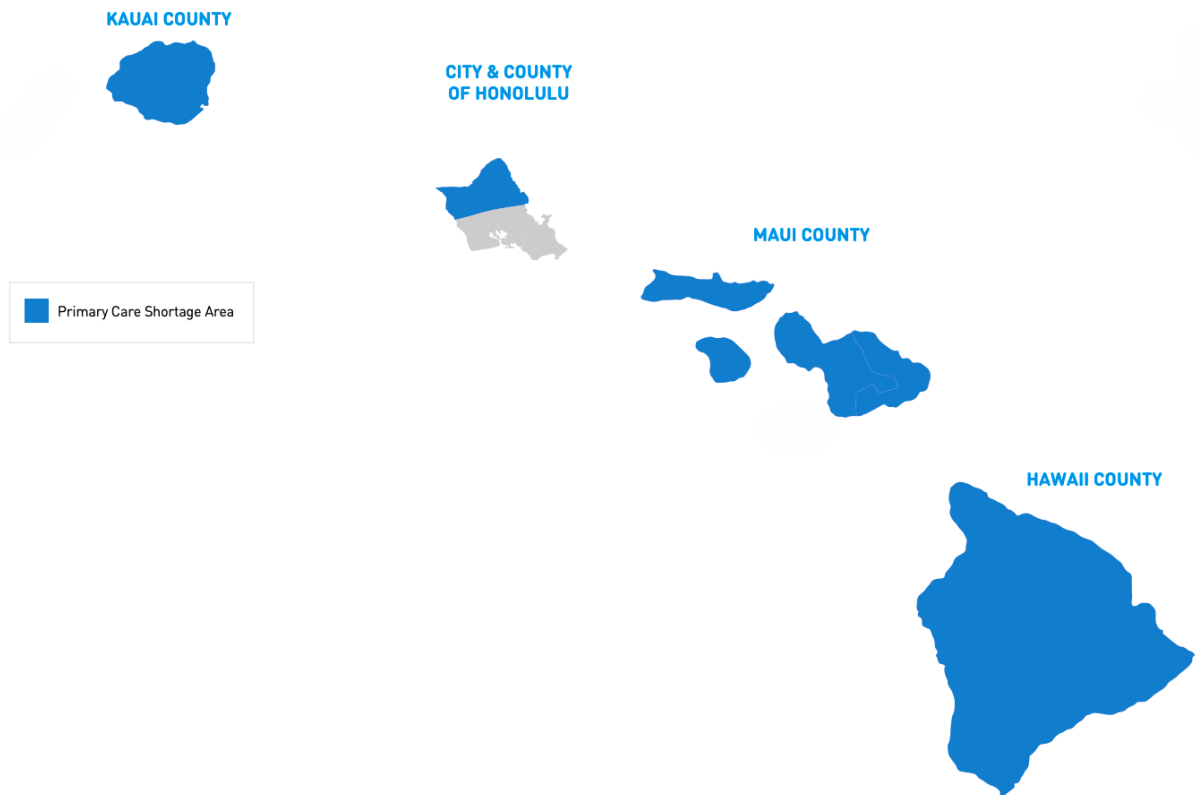 KAUAI COUNTY
CITY & COUNTY
OF HONOLULU
MAUI COUNTY
Primary Care Shortage Area
HAWAII COUNTY